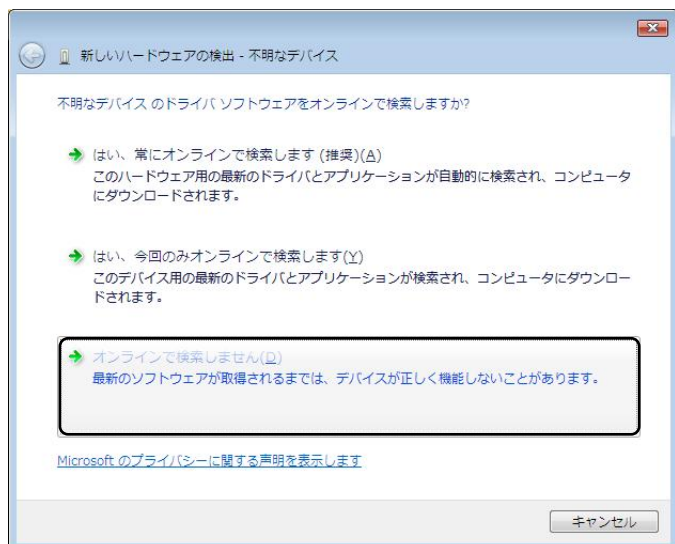 新しいハードウェアの検出 - 不明なデバイス
不明なデバイス のドライバ ソフトウェアをオンラインで検索しますか?
はい、常にオンラインで検索します (推奨)(A)
このハードウェア用の最新のドライバとアプリケーションが自動的に検索され、コンピュータ
にダウンロードされます。
はい、今回のみオンラインで検索します(Y)
このデバイス用の最新のドライバとアプリケーションが検索され、コンピュータにダウンロー
ドされます。
オンラインで検索しません(D)
最新のソフトウェアが取得されるまでは、デバイスが正しく機能しないことがあります。
Microsoft のプライバシーに関する声明を表示します
キャンセル